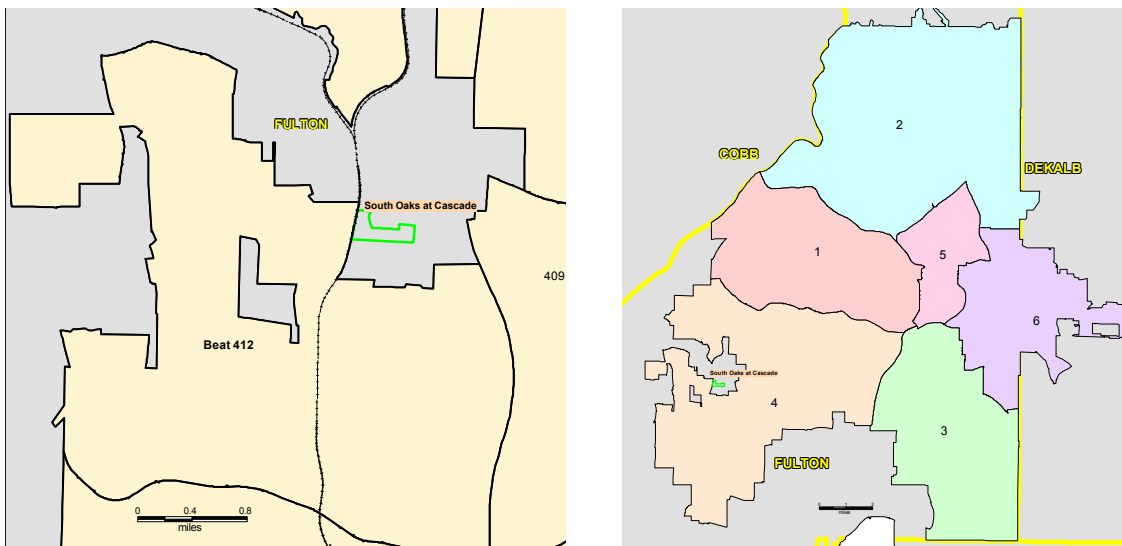 FULTON
South Oaks at Cascade
409
Beat 412
0 0.4 0.8
miles
2
COBB
DEKALB
1
5
6
South Oaks at Cascade
4
3
FULTON
miles